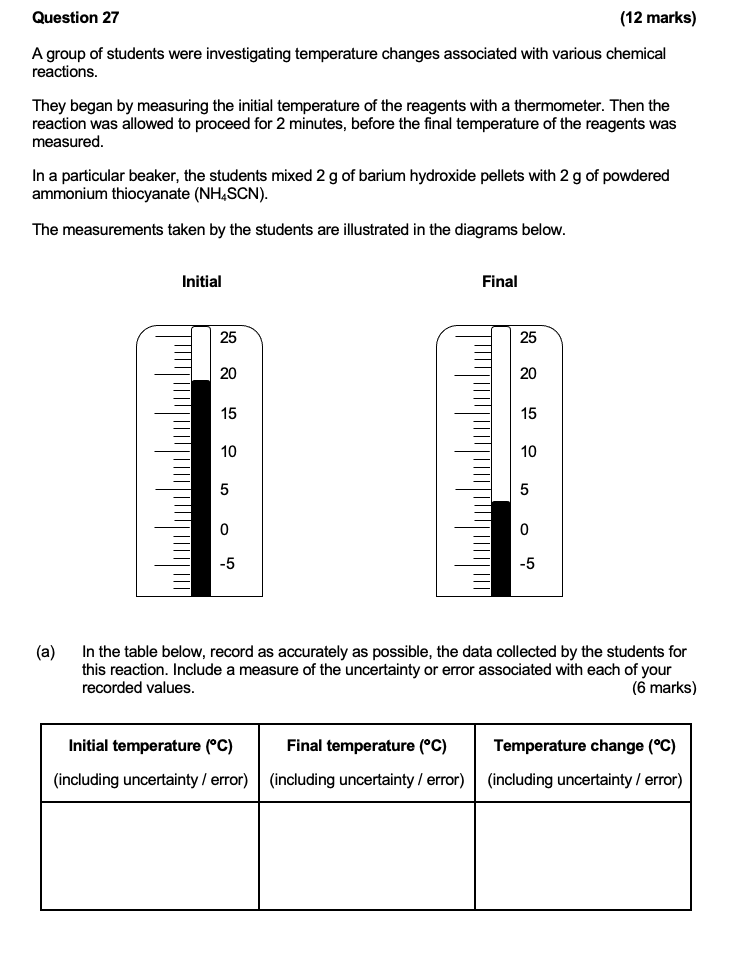 Question 27 (12 marks)
A group of students were investigating temperature changes associated with various chemical
reactions.
They began by measuring the initial temperature of the reagents with a thermometer. Then the
reaction was allowed to proceed for 2 minutes, before the final temperature of the reagents was
measured.
In a particular beaker, the students mixed 2 g of barium hydroxide pellets with 2 g of powdered
ammonium thiocyanate (NH₄SCN).
The measurements taken by the students are illustrated in the diagrams below.
Initial
25
20
15
10
5
0
-5
Final
25
20
15
10
5
0
-5
(a) In the table below, record as accurately as possible, the data collected by the students for
this reaction. Include a measure of the uncertainty or error associated with each of your
recorded values. (6 marks)
Initial temperature (ºC)
(including uncertainty / error)
Final temperature (ºC)
(including uncertainty / error)
Temperature change (ºC)
(including uncertainty / error)